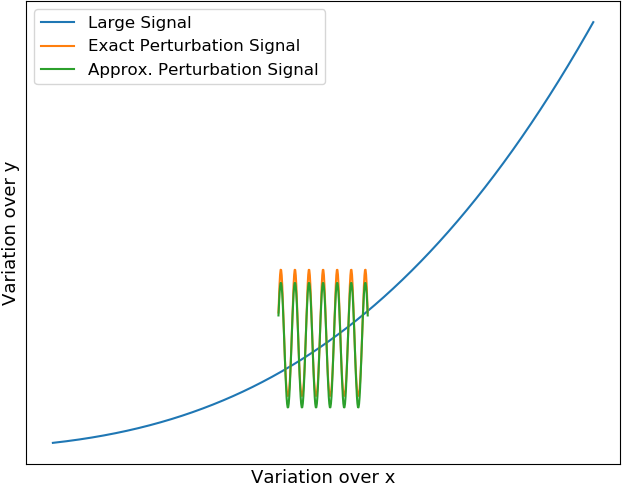 Large Signal
Exact Perturbation Signal
Approx. Perturbation Signal
Variation over y
Variation over x